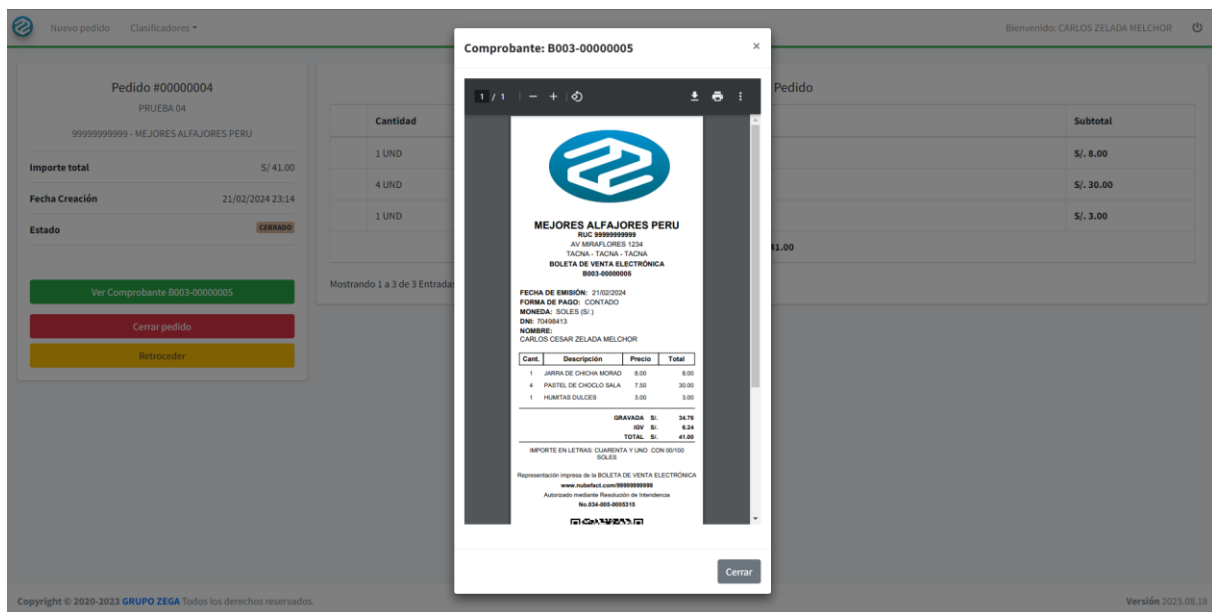 Nuevo pedido Clasificadores
Bienvenido: CARLOS ZELADA MELCHOR
Pedido #00000004
PRUEBA 04
99999999999 - MEJORES ALFAJORES PERU
Importe total S/ 41.00
Fecha Creación 21/02/2024 23:14
Estado CERRADO
Ver Comprobante B003-00000005
Cerrar pedido
Retroceder
Pedido
Cantidad Subtotal
1 UND S/. 8.00
4 UND S/. 30.00
1 UND S/. 3.00
41.00
Mostrando 1 a 3 de 3 Entradas
Comprobante: B003-00000005 ×
1 / 1
MEJORES ALFAJORES PERU
RUC 99999999999
AV MIRAFLORES 1234
TACNA - TACNA - TACNA
BOLETA DE VENTA ELECTRÓNICA
B003-00000005
FECHA DE EMISIÓN: 21/02/2024
FORMA DE PAGO: CONTADO
MONEDA: SOLES (S/.)
DNI: 70498413
NOMBRE:
CARLOS CESAR ZELADA MELCHOR
Cant. Descripción Precio Total
1 JARRA DE CHICHA MORAD 8.00 8.00
4 PASTEL DE CHOCLO SALA 7.50 30.00
1 HUMITAS DULCES 3.00 3.00
GRAVADA S/. 34.76
IGV S/. 6.24
TOTAL S/. 41.00
IMPORTE EN LETRAS: CUARENTA Y UNO CON 00/100
SOLES
Representación impresa de la BOLETA DE VENTA ELECTRÓNICA
www.nubefact.com/99999999999
Autorizado mediante Resolución de Intendencia
No.034-005-0005315
Cerrar
Copyright © 2020-2023 GRUPO ZEGA Todos los derechos reservados.
Versión 2023.08.18